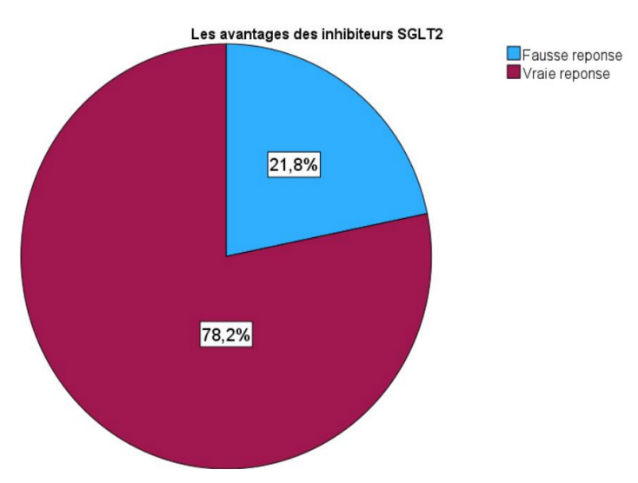 Les avantages des inhibiteurs SGLT2
Fausse reponse
Vraie reponse
21,8%
78,2%